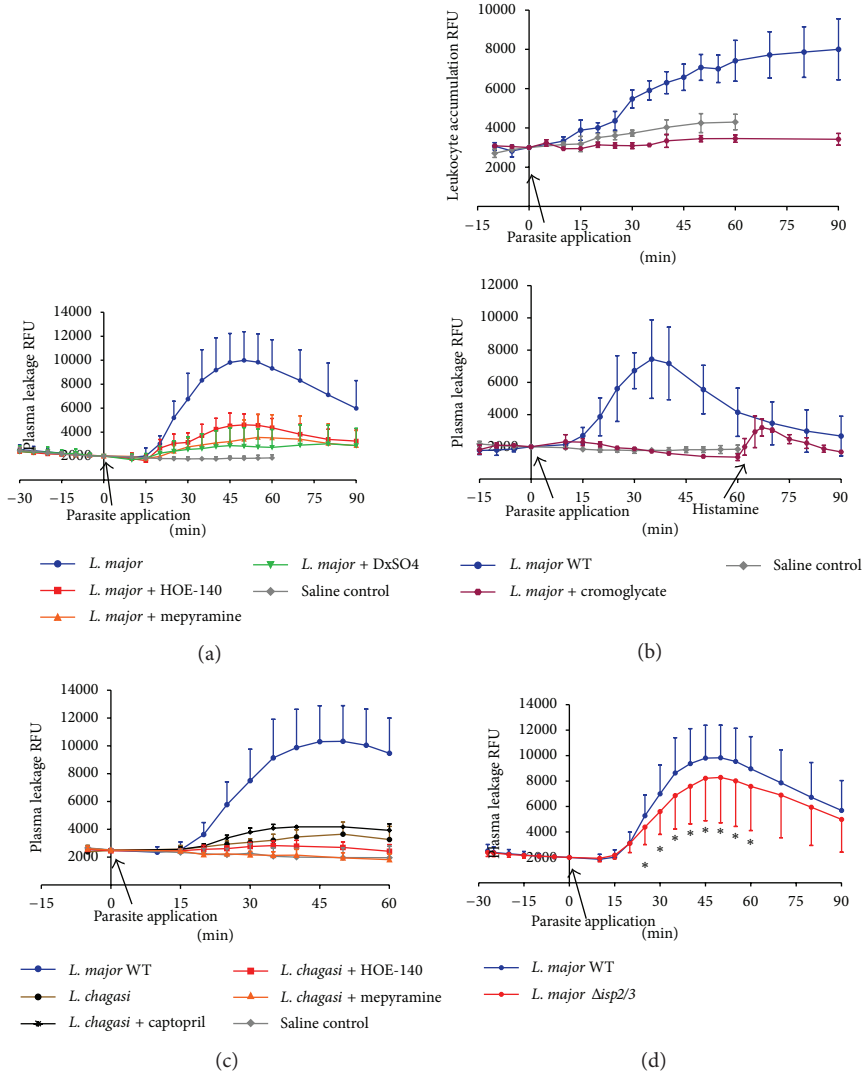 10000
8000
6000
4000
2000
Leukocyte accumulation RFU
−15 0 15 30 45 60 75 90
Parasite application
(min)
14000
12000
10000
8000
6000
4000
2000
0
Plasma leakage RFU
−30 −15 0 15 30 45 60 75 90
Parasite application
(min)
L. major
L. major + HOE-140
L. major + mepyramine
L. major + DxSO4
Saline control
(a)
12000
10000
8000
6000
4000
2000
0
Plasma leakage RFU
−15 0 15 30 45 60 75 90
Parasite application
Histamine
(min)
L. major WT
L. major + cromoglycate
Saline control
(b)
14000
12000
10000
8000
6000
4000
2000
0
Plasma leakage RFU
−15 0 15 30 45 60
Parasite application
(min)
L. major WT
L. chagasi
L. chagasi + captopril
L. chagasi + HOE-140
L. chagasi + mepyramine
Saline control
(c)
14000
12000
10000
8000
6000
4000
2000
0
Plasma leakage RFU
* * * * * * * *
−30 −15 0 15 30 45 60 75 90
Parasite application
(min)
L. major WT
L. major Δisp2/3
(d)